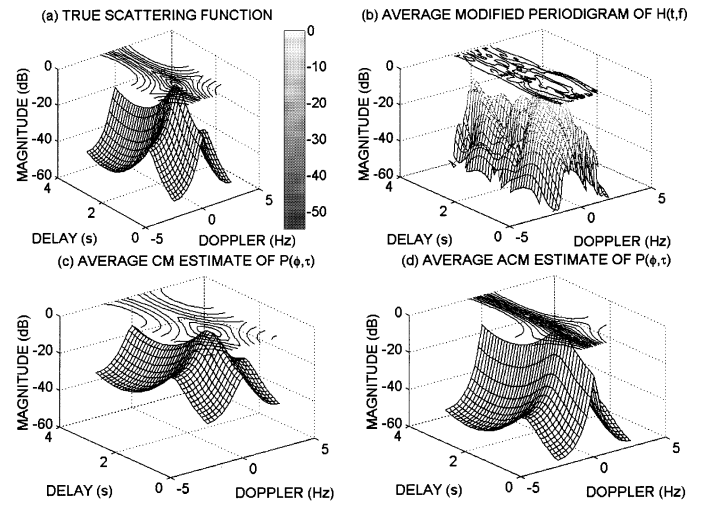 (a) TRUE SCATTERING FUNCTION
MAGNITUDE (dB)
0
-20
-40
-60
4
2
0
DELAY (s)
-5
0
5
DOPPLER (Hz)
0
-10
-20
-30
-40
-50
(b) AVERAGE MODIFIED PERIODIGRAM OF H(t,f)
MAGNITUDE (dB)
0
-20
-40
-60
4
2
0
DELAY (s)
-5
0
5
DOPPLER (Hz)
(c) AVERAGE CM ESTIMATE OF P(ϕ,τ)
MAGNITUDE (dB)
0
-20
-40
-60
4
2
0
DELAY (s)
-5
0
5
DOPPLER (Hz)
(d) AVERAGE ACM ESTIMATE OF P(ϕ,τ)
MAGNITUDE (dB)
0
-20
-40
-60
4
2
0
DELAY (s)
-5
0
5
DOPPLER (Hz)